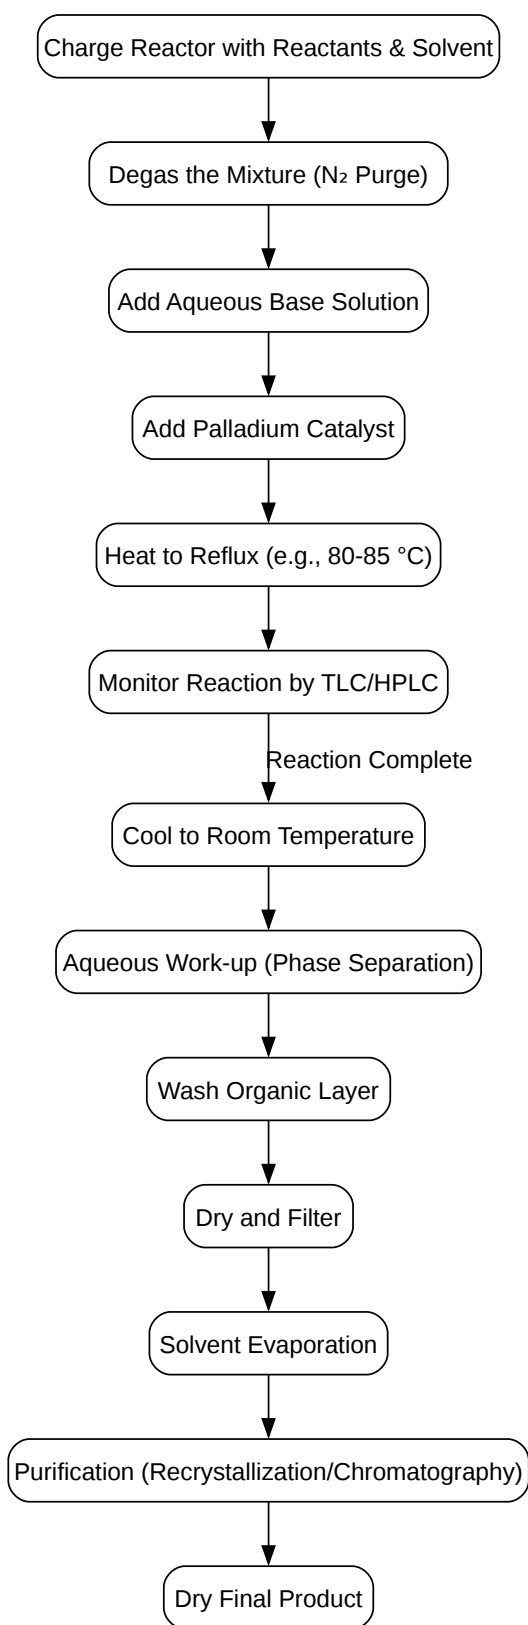 Charge Reactor with Reactants & Solvent
Degas the Mixture (N₂ Purge)
Add Aqueous Base Solution
Add Palladium Catalyst
Heat to Reflux (e.g., 80-85 °C)
Monitor Reaction by TLC/HPLC
Reaction Complete
Cool to Room Temperature
Aqueous Work-up (Phase Separation)
Wash Organic Layer
Dry and Filter
Solvent Evaporation
Purification (Recrystallization/Chromatography)
Dry Final Product